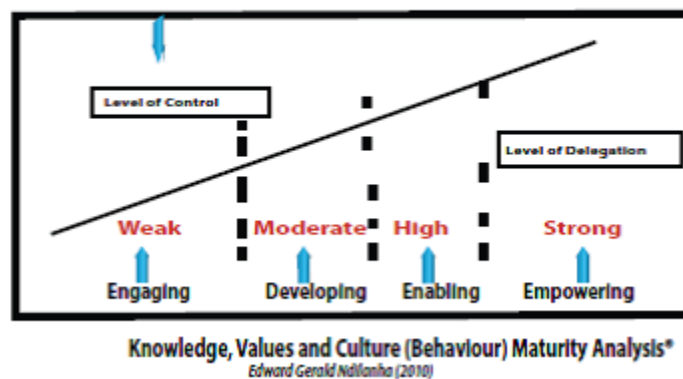 Level of Control
Level of Delegation
Weak Moderate High Strong
Engaging Developing Enabling Empowering
Knowledge, Values and Culture (Behaviour) Maturity Analysis*
Edward Gerald Ndilanha (2010)